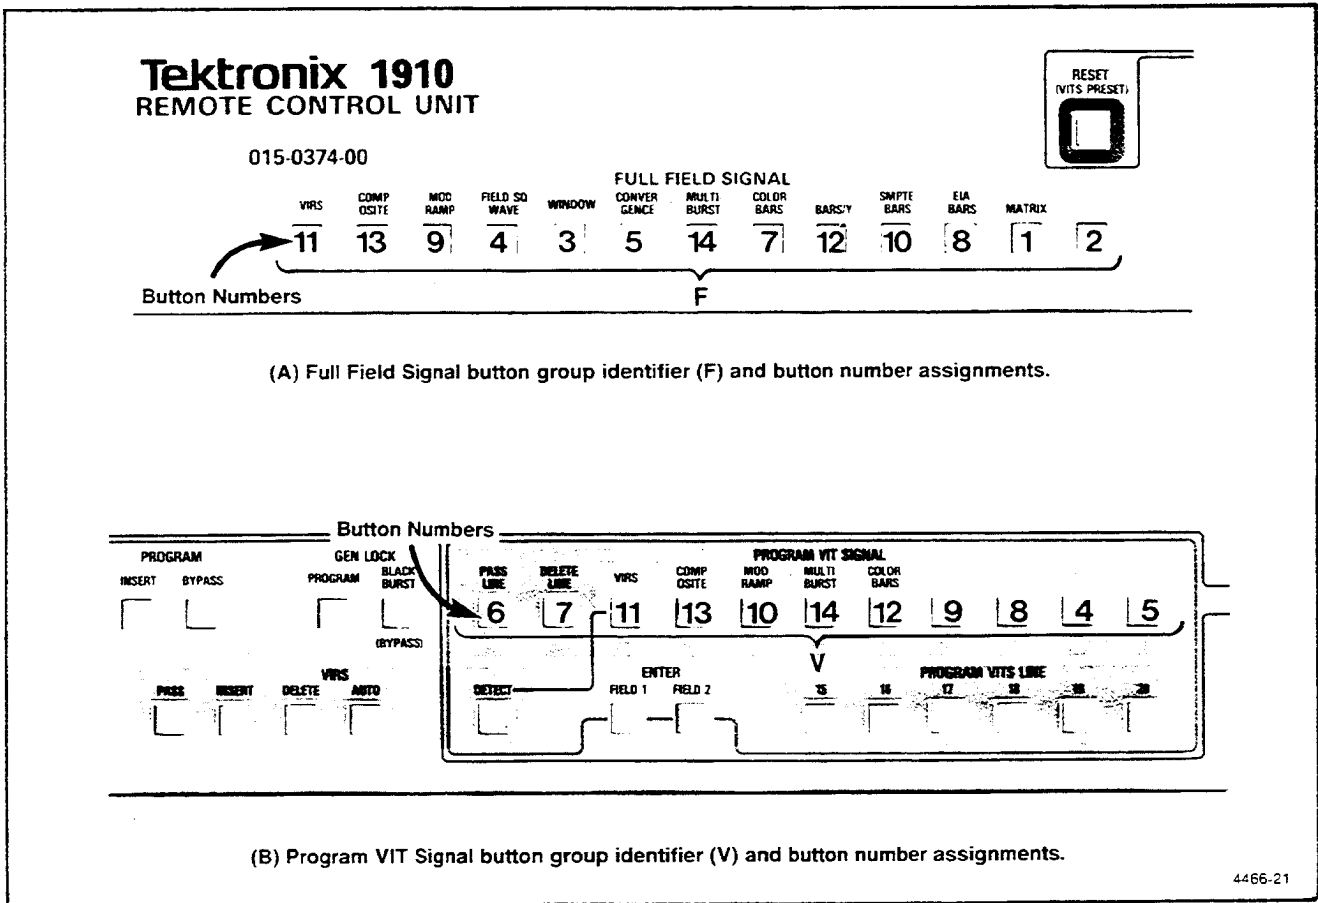 Tektronix 1910
REMOTE CONTROL UNIT
RESET
(VITS PRESET)
015-0374-00
FULL FIELD SIGNAL
VIRS COMP OSITE MOD RAMP FIELD SQ WAVE WINDOW CONVER GENCE MULTI BURST COLOR BARS BARS/Y SMPTE BARS EIA BARS MATRIX
11 13 9 4 3 5 14 7 12 10 8 1 2
Button Numbers
F
(A) Full Field Signal button group identifier (F) and button number assignments.
Button Numbers
PROGRAM
INSERT BYPASS
GEN LOCK
PROGRAM BLACK BURST
(BYPASS)
PROGRAM VIT SIGNAL
PASS LINE DELETE LINE VIRS COMP OSITE MOD RAMP MULTI BURST COLOR BARS
6 7 11 13 10 14 12 9 8 4 5
V
VIRS
PASS INSERT DELETE AUTO
DETECT
ENTER
FIELD 1 FIELD 2
PROGRAM VITS LINE
15 16 17 18 19 20
(B) Program VIT Signal button group identifier (V) and button number assignments.
4466-21